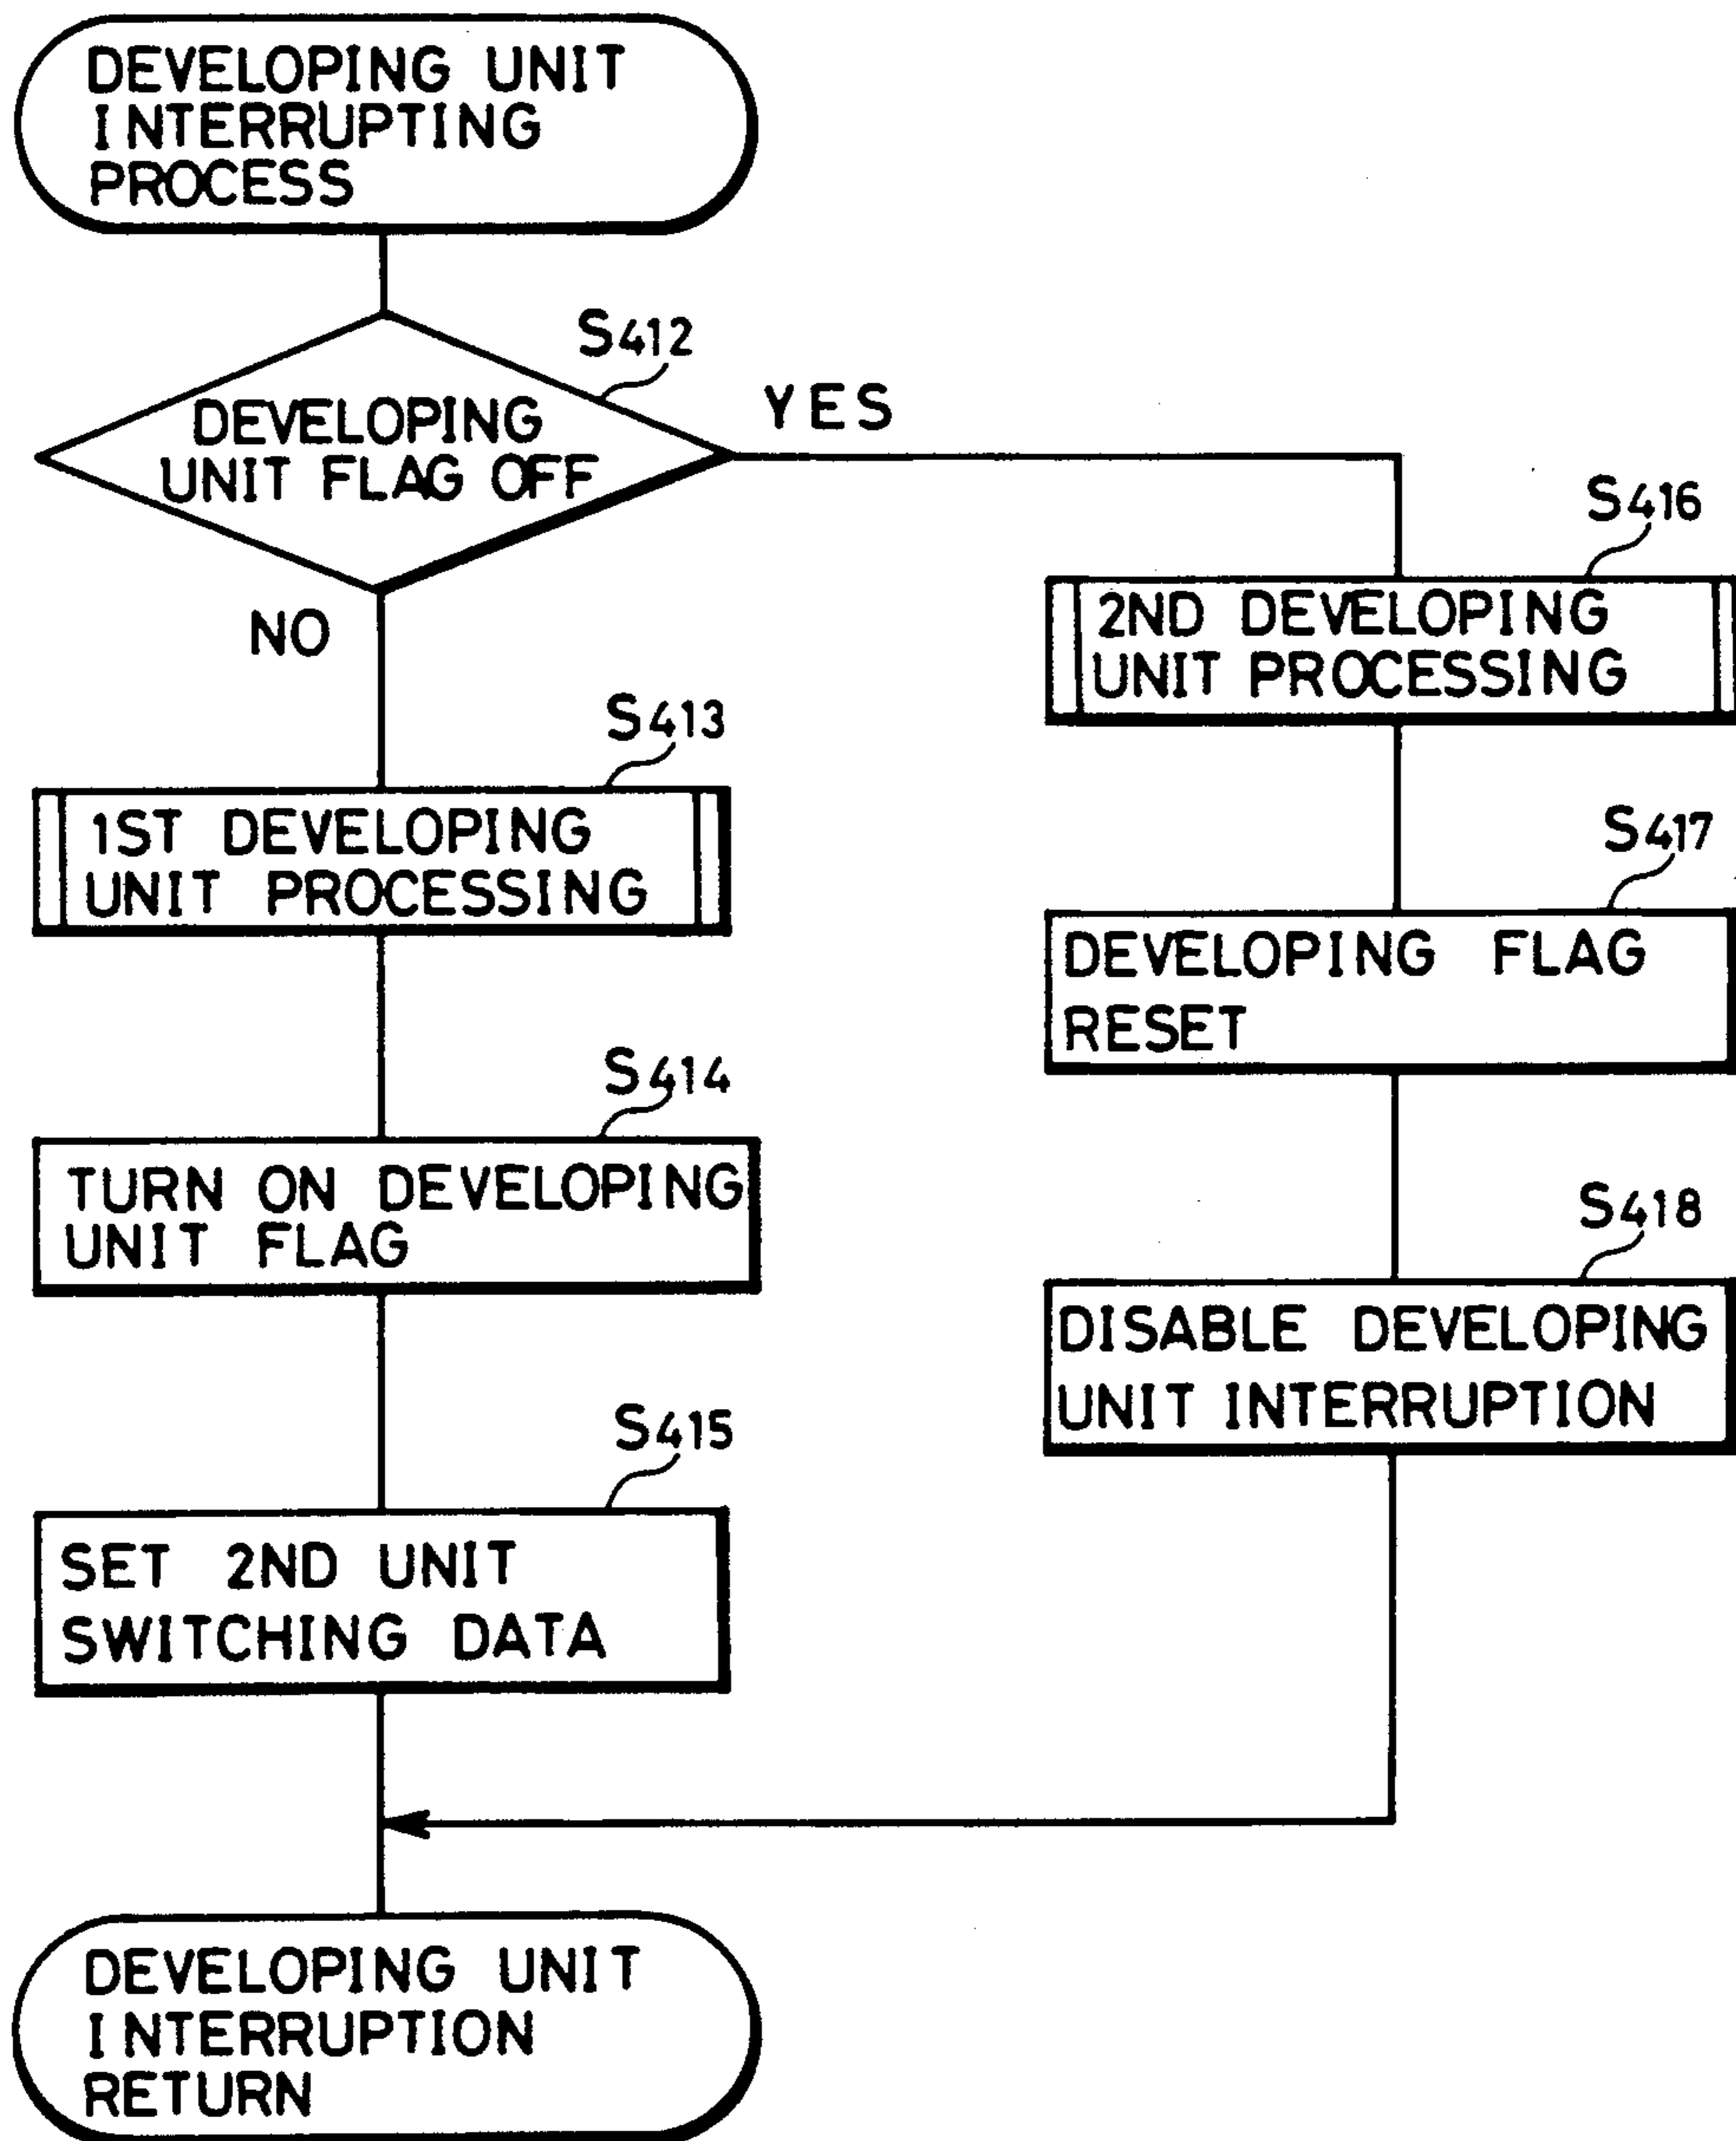 DEVELOPING UNIT
INTERRUPTING
PROCESS
S412
DEVELOPING
UNIT FLAG OFF
YES
NO
S413
1ST DEVELOPING
UNIT PROCESSING
S414
TURN ON DEVELOPING
UNIT FLAG
S415
SET 2ND UNIT
SWITCHING DATA
S416
2ND DEVELOPING
UNIT PROCESSING
S417
DEVELOPING FLAG
RESET
S418
DISABLE DEVELOPING
UNIT INTERRUPTION
DEVELOPING UNIT
INTERRUPTION
RETURN